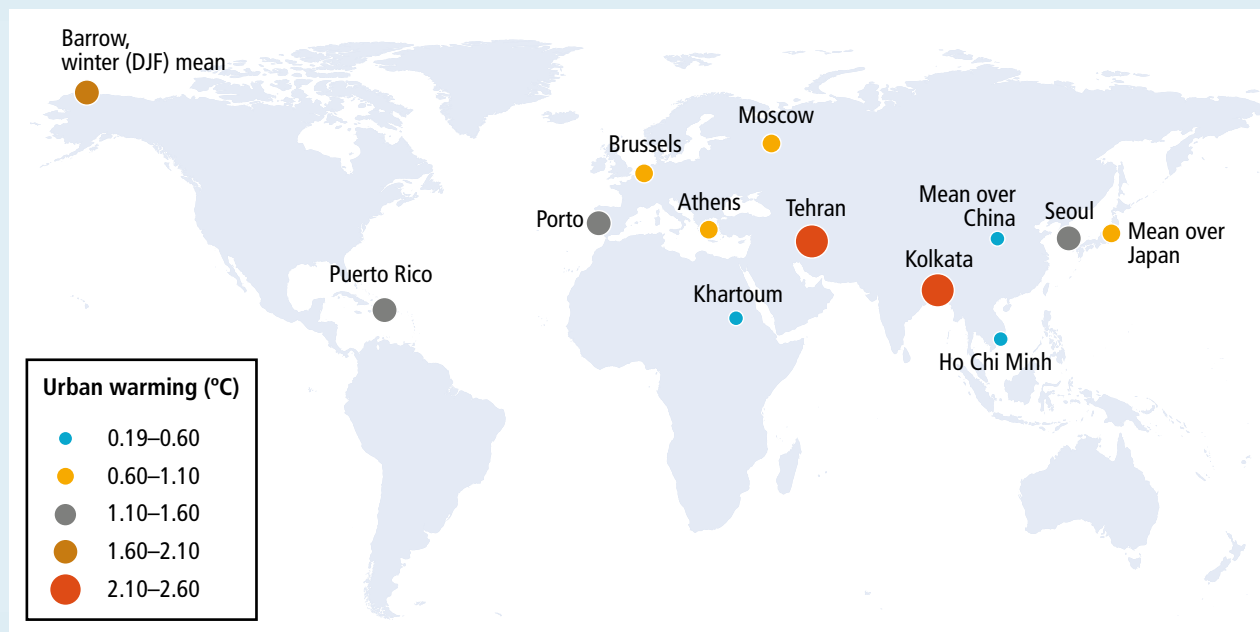 Barrow,
winter (DJF) mean
Moscow
Brussels
Athens
Tehran
Mean over
China
Seoul
Porto
Mean over
Japan
Kolkata
Puerto Rico
Khartoum
Ho Chi Minh
Urban warming (ºC)
0.19–0.60
0.60–1.10
1.10–1.60
1.60–2.10
2.10–2.60